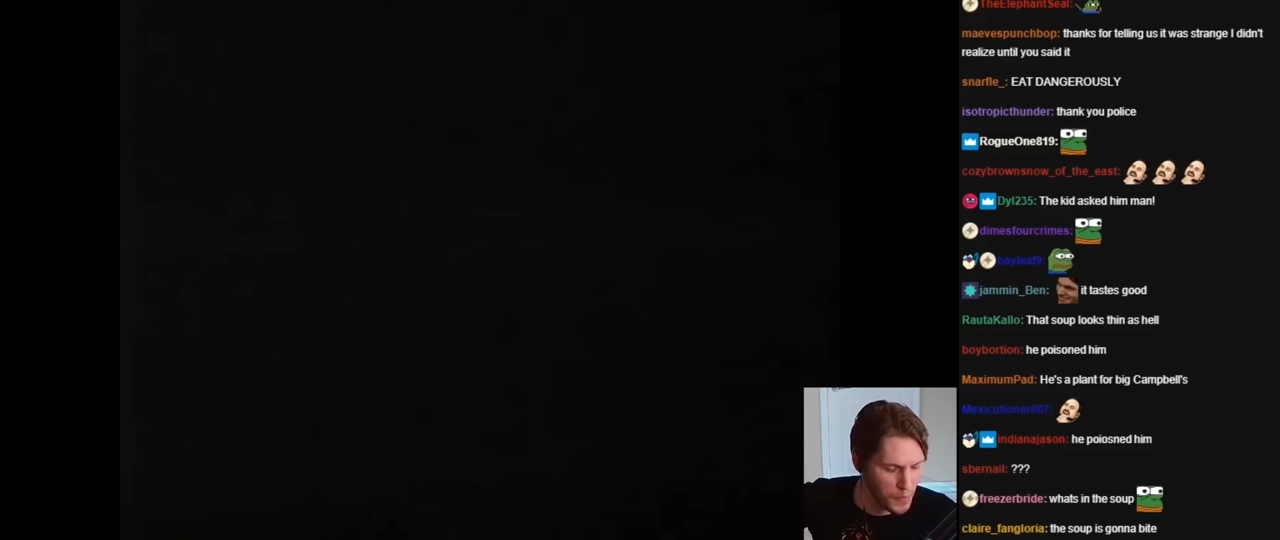 TheElephantSeal:
maevespunchbop: thanks for telling us it was strange I didn't
realize until you said it
snarfle_: EAT DANGEROUSLY
isotropicthunder: thank you police
RogueOne819:
cozybrownsnow_of_the_east:
Dyl235: The kid asked him man!
dimesfourcrimes:
bayleaf9:
jammin_Ben: it tastes good
RautaKallo: That soup looks thin as hell
boybortion: he poisoned him
MaximumPad: He's a plant for big Campbell's
Mexicutioner087:
indianajason: he poiosned him
sbernail: ???
freezerbride: whats in the soup
claire_fangloria: the soup is gonna bite